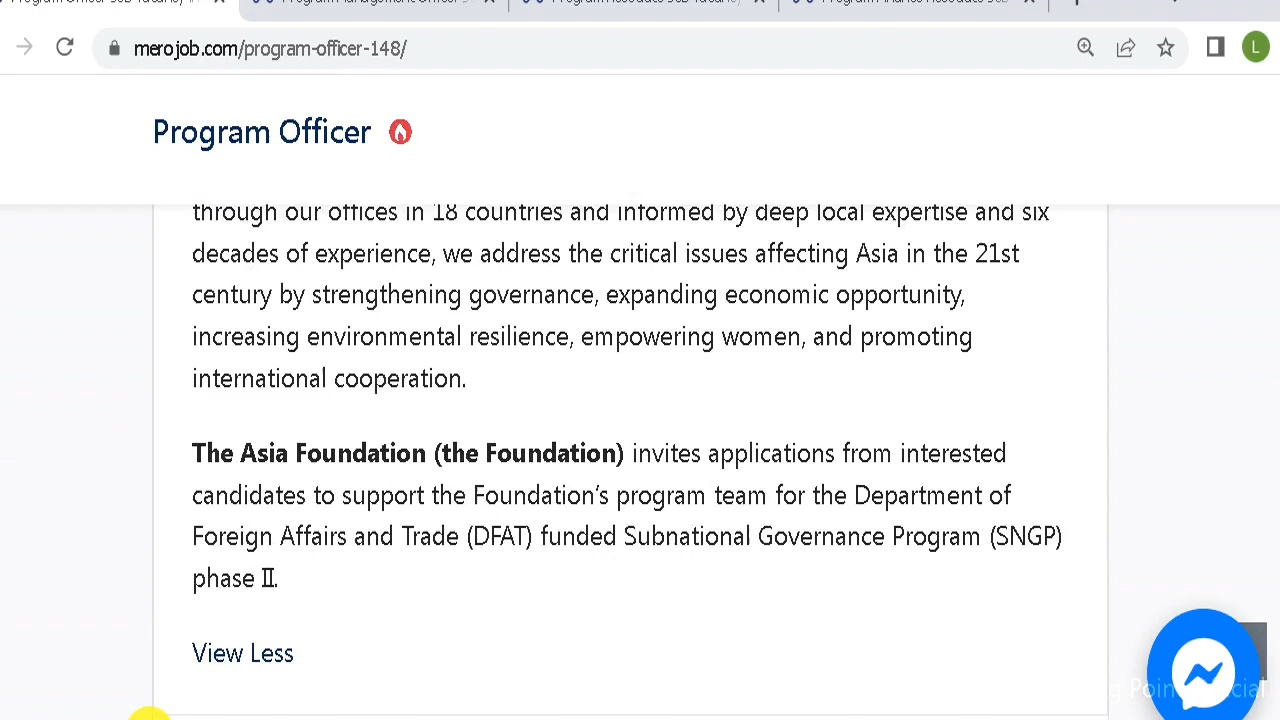 merojob.com/program-officer-148/
L
Program Officer
through our offices in 18 countries and informed by deep local expertise and six
decades of experience, we address the critical issues affecting Asia in the 21st
century by strengthening governance, expanding economic opportunity,
increasing environmental resilience, empowering women, and promoting
international cooperation.
The Asia Foundation (the Foundation) invites applications from interested
candidates to support the Foundation's program team for the Department of
Foreign Affairs and Trade (DFAT) funded Subnational Governance Program (SNGP)
phase II.
View Less